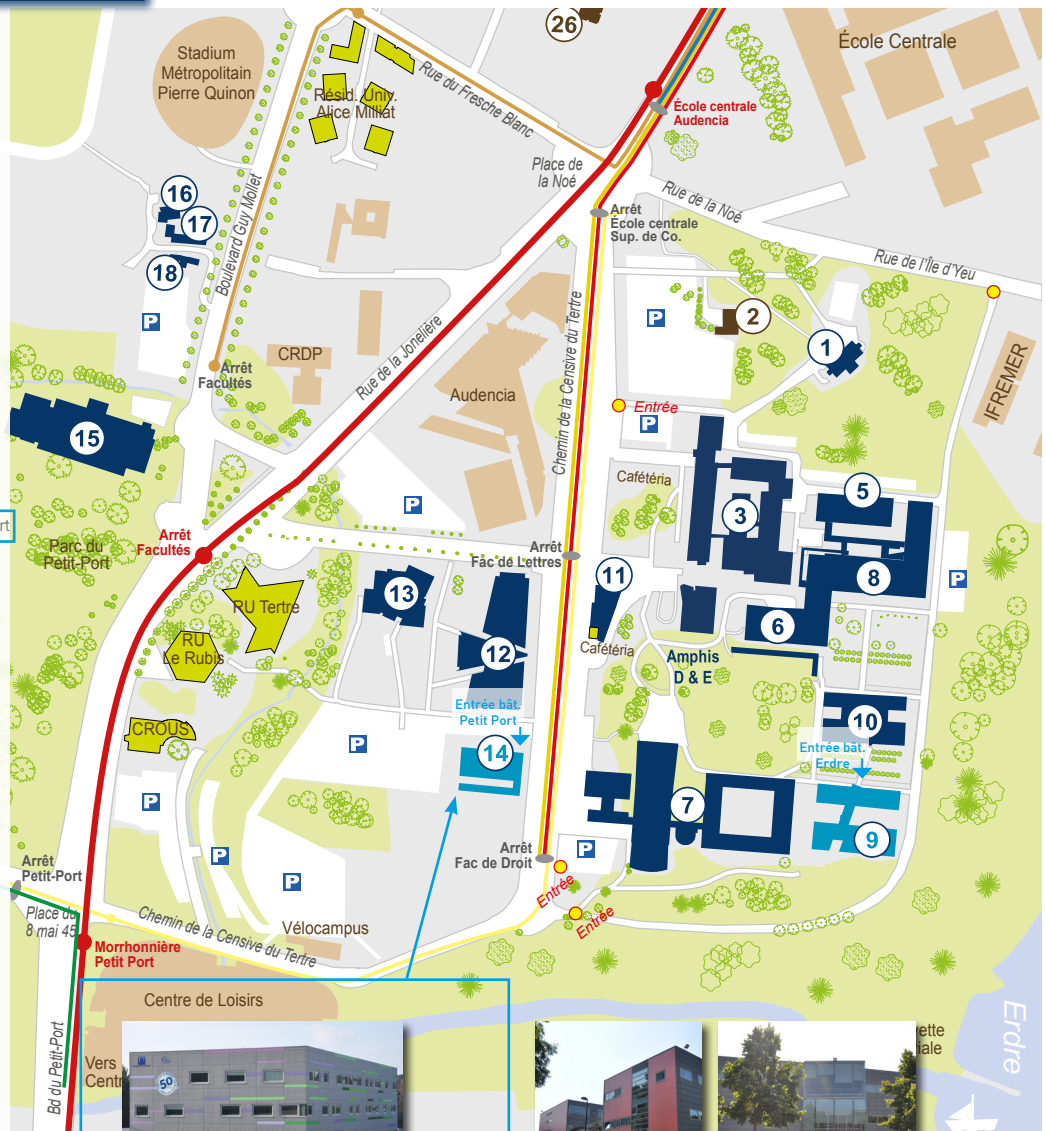 26
École Centrale
Stadium
Métropolitain
Pierre Quinon
Rue du Fresche Blanc
Résid. Univ.
Alice Milliat
École centrale
Audencia
Place de
la Noé
Rue de la Noé
16
17
18
Boulevard Guy Mollet
Arrêt
École centrale
Sup. de Co.
Rue de l'Île d'Yeu
P
P
2
1
CRDP
Arrêt
Facultés
Rue de la Jonelière
Chemin de la Censive du Tertre
Audencia
IFREMER
Entrée
P
15
Cafétéria
5
3
P
rt
Parc du
Petit-Port
Arrêt
Facultés
Arrêt
Fac de Lettres
11
8
P
13
RU Tertre
6
RU
Le Rubis
12
Cafétéria
Amphis
D & E
Entrée bât.
Petit Port
10
CROUS
P
14
Entrée bât.
Erdre
P
7
9
P
Arrêt
Fac de Droit
P
Arrêt
Petit-Port
P
Entrée
Entrée
Place du
8 mai 45
Chemin de la Censive du Tertre
Vélocampus
Morrhonnière
Petit Port
Centre de Loisirs
Erdre
Bd du Petit-Port
Vers
Centr
ette
iale
50